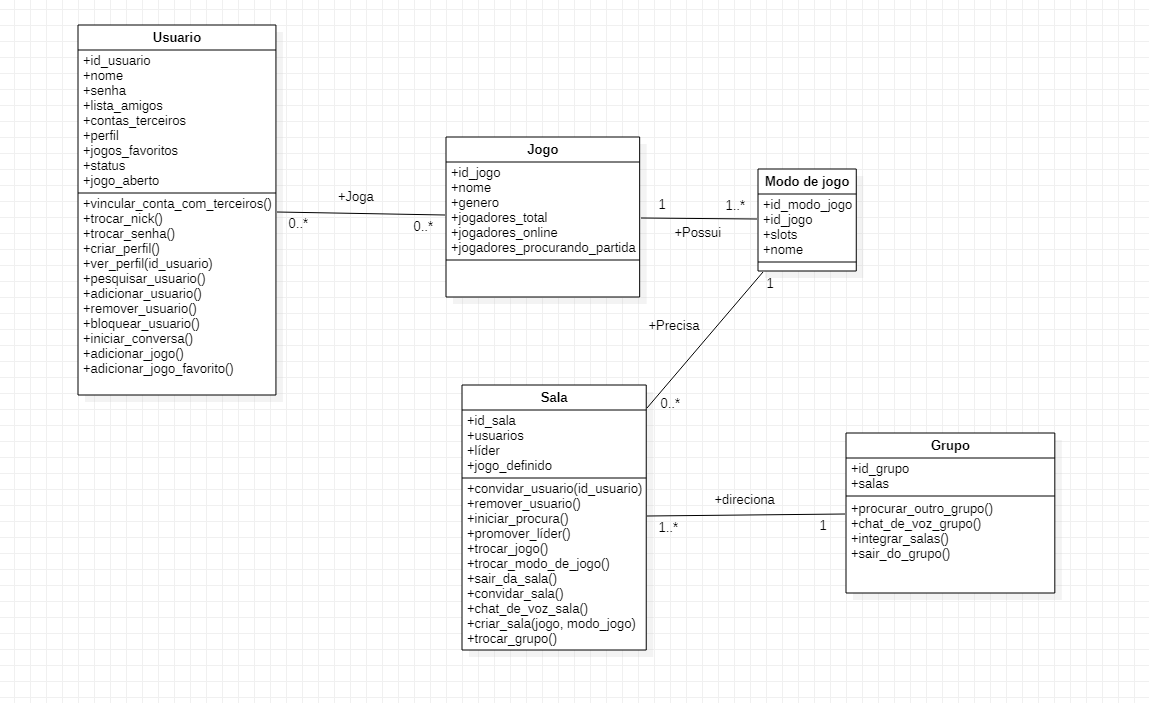 Usuario
+id_usuario
+nome
+senha
+lista_amigos
+contas_terceiros
+perfil
+jogos_favoritos
+status
+jogo_aberto
+vincular_conta_com_terceiros()
+trocar_nick()
+trocar_senha()
+criar_perfil()
+ver_perfil(id_usuario)
+pesquisar_usuario()
+adicionar_usuario()
+remover_usuario()
+bloquear_usuario()
+iniciar_conversa()
+adicionar_jogo()
+adicionar_jogo_favorito()
+Joga
0..*
0..*
Jogo
+id_jogo
+nome
+genero
+jogadores_total
+jogadores_online
+jogadores_procurando_partida
1
1..*
+Possui
Modo de jogo
+id_modo_jogo
+id_jogo
+slots
+nome
1
+Precisa
0..*
Sala
+id_sala
+usuarios
+líder
+jogo_definido
+convidar_usuario(id_usuario)
+remover_usuario()
+iniciar_procura()
+promover_líder()
+trocar_jogo()
+trocar_modo_de_jogo()
+sair_da_sala()
+convidar_sala()
+chat_de_voz_sala()
+criar_sala(jogo, modo_jogo)
+trocar_grupo()
+direciona
1..*
1
Grupo
+id_grupo
+salas
+procurar_outro_grupo()
+chat_de_voz_grupo()
+integrar_salas()
+sair_do_grupo()